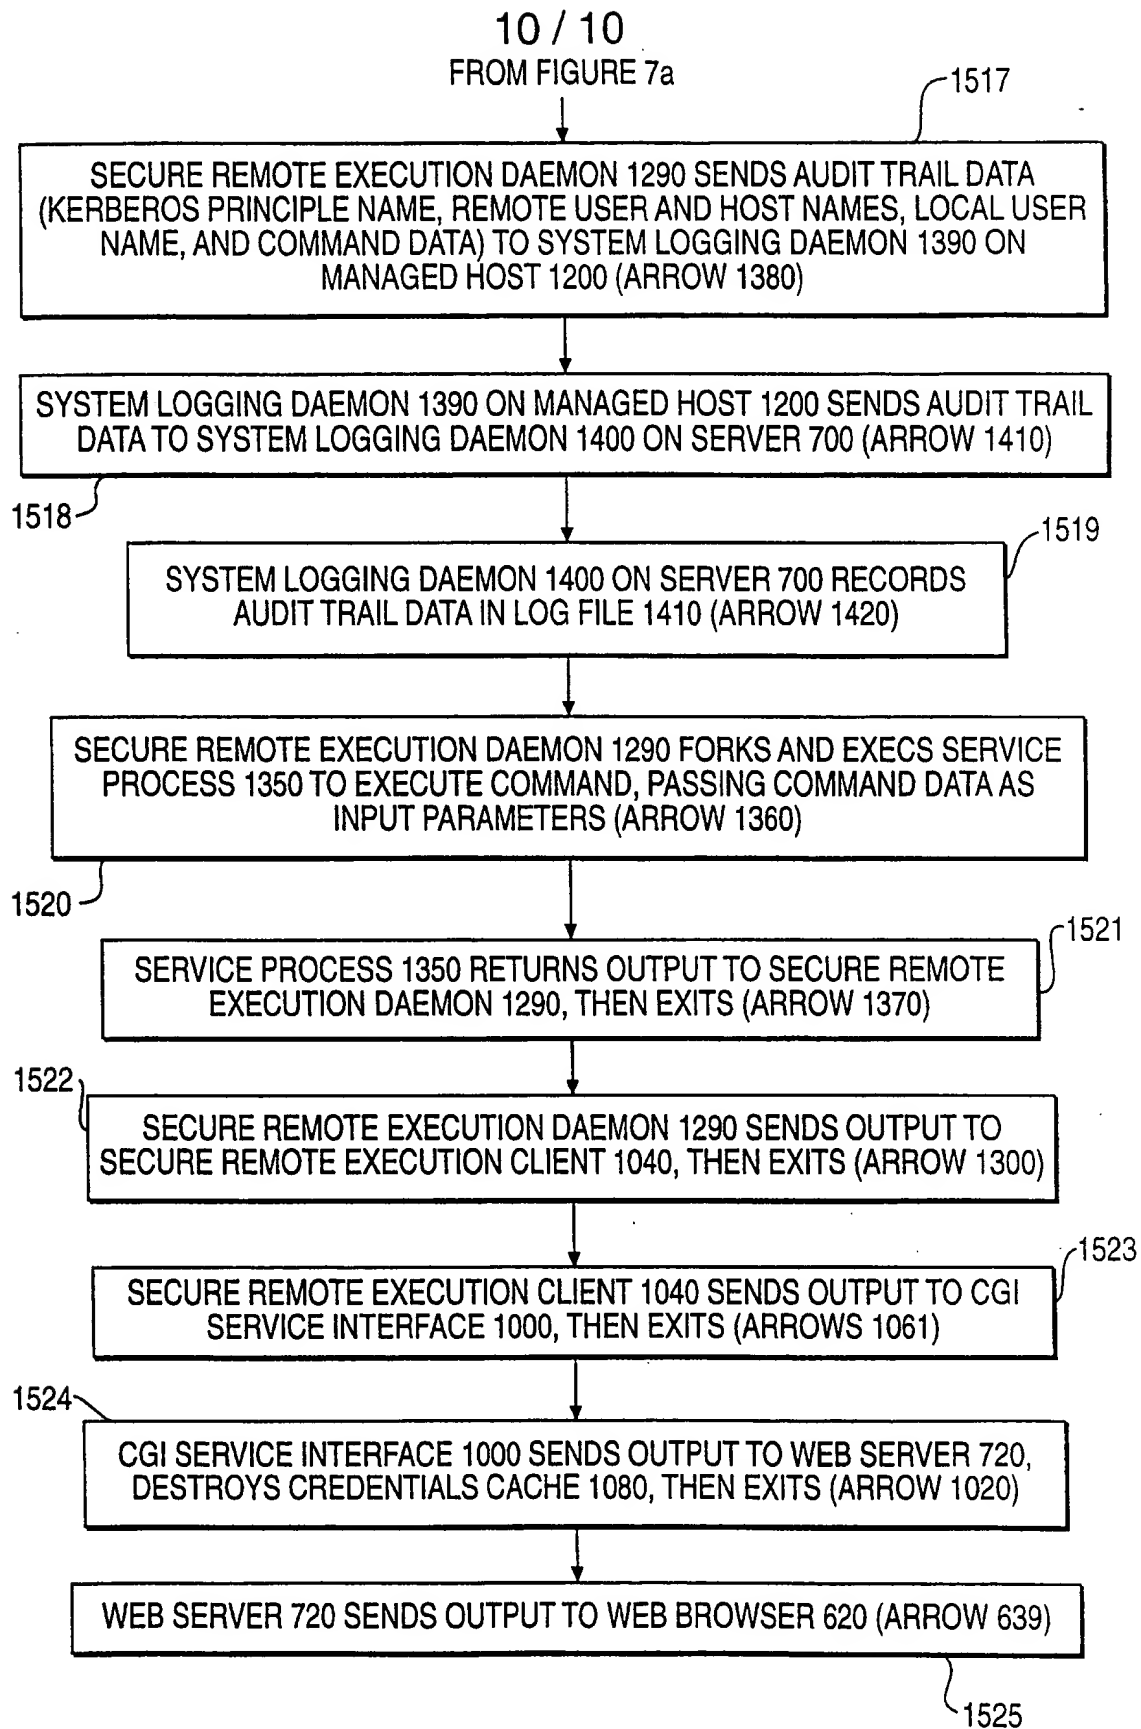 10 / 10
FROM FIGURE 7a
1517
SECURE REMOTE EXECUTION DAEMON 1290 SENDS AUDIT TRAIL DATA
(KERBEROS PRINCIPLE NAME, REMOTE USER AND HOST NAMES, LOCAL USER
NAME, AND COMMAND DATA) TO SYSTEM LOGGING DAEMON 1390 ON
MANAGED HOST 1200 (ARROW 1380)
SYSTEM LOGGING DAEMON 1390 ON MANAGED HOST 1200 SENDS AUDIT TRAIL
DATA TO SYSTEM LOGGING DAEMON 1400 ON SERVER 700 (ARROW 1410)
1518
1519
SYSTEM LOGGING DAEMON 1400 ON SERVER 700 RECORDS
AUDIT TRAIL DATA IN LOG FILE 1410 (ARROW 1420)
SECURE REMOTE EXECUTION DAEMON 1290 FORKS AND EXECS SERVICE
PROCESS 1350 TO EXECUTE COMMAND, PASSING COMMAND DATA AS
INPUT PARAMETERS (ARROW 1360)
1520
1521
SERVICE PROCESS 1350 RETURNS OUTPUT TO SECURE REMOTE
EXECUTION DAEMON 1290, THEN EXITS (ARROW 1370)
1522
SECURE REMOTE EXECUTION DAEMON 1290 SENDS OUTPUT TO
SECURE REMOTE EXECUTION CLIENT 1040, THEN EXITS (ARROW 1300)
1523
SECURE REMOTE EXECUTION CLIENT 1040 SENDS OUTPUT TO CGI
SERVICE INTERFACE 1000, THEN EXITS (ARROWS 1061)
1524
CGI SERVICE INTERFACE 1000 SENDS OUTPUT TO WEB SERVER 720,
DESTROYS CREDENTIALS CACHE 1080, THEN EXITS (ARROW 1020)
WEB SERVER 720 SENDS OUTPUT TO WEB BROWSER 620 (ARROW 639)
1525